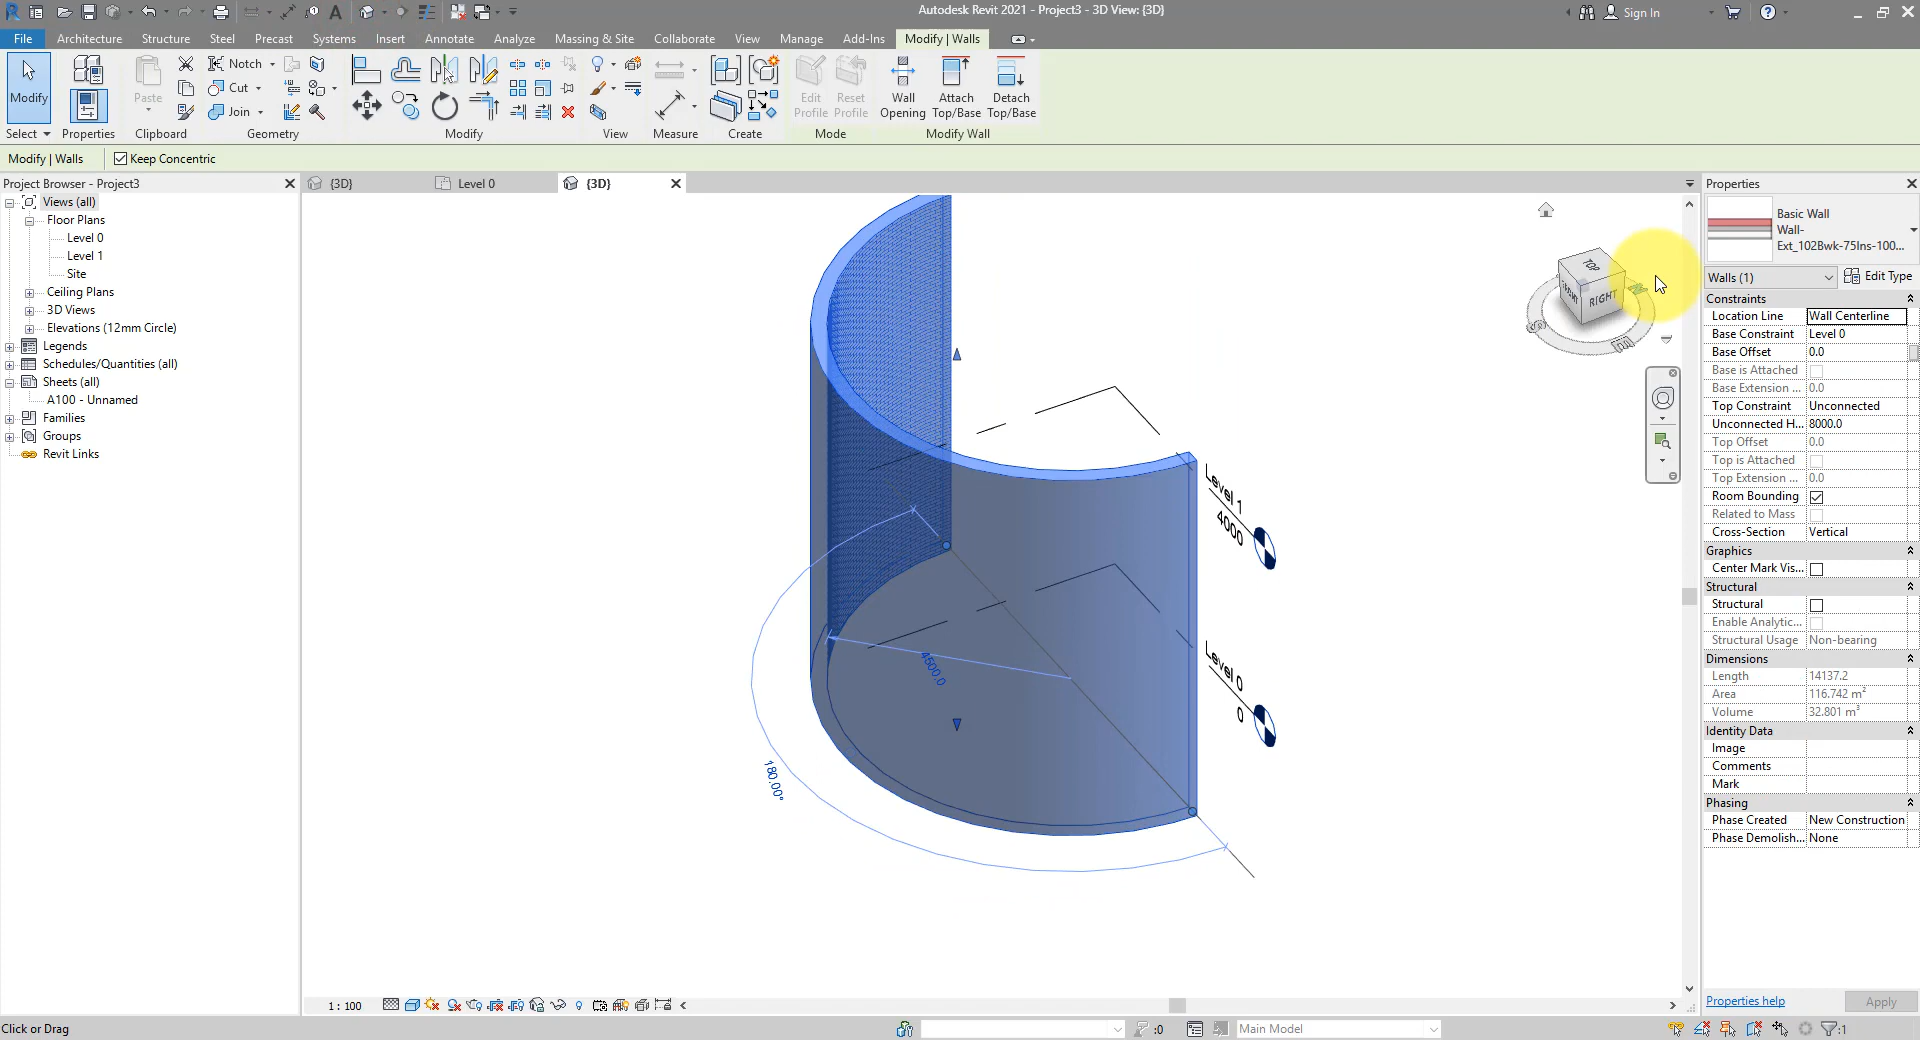 Autodesk Revit 2021 - Project3 - 3D View: {3D}
Sign In
File Architecture Structure Steel Precast Systems Insert Annotate Analyze Massing & Site Collaborate View Manage Add-Ins Modify | Walls
Modify
Select
Properties
Paste
Clipboard
Notch
Cut
Join
Geometry
Modify
View
Measure
Create
Edit Profile
Reset Profile
Mode
Wall Opening
Attach Top/Base
Detach Top/Base
Modify Wall
Modify | Walls
Keep Concentric
Project Browser - Project3
Views (all)
Floor Plans
Level 0
Level 1
Site
Ceiling Plans
3D Views
Elevations (12mm Circle)
Legends
Schedules/Quantities (all)
Sheets (all)
A100 - Unnamed
Families
Groups
Revit Links
{3D}
Level 0
{3D}
TOP
FRONT
RIGHT
Level 1
4000
Level 0
0
4500.0
180.00°
Properties
Basic Wall
Wall-
Ext_102Bwk-75Ins-100...
Walls (1)
Edit Type
Constraints
Location Line Wall Centerline
Base Constraint Level 0
Base Offset 0.0
Base is Attached
Base Extension ... 0.0
Top Constraint Unconnected
Unconnected H... 8000.0
Top Offset 0.0
Top is Attached
Top Extension ... 0.0
Room Bounding
Related to Mass
Cross-Section Vertical
Graphics
Center Mark Vis...
Structural
Structural
Enable Analytic...
Structural Usage Non-bearing
Dimensions
Length 14137.2
Area 116.742 m²
Volume 32.801 m³
Identity Data
Image
Comments
Mark
Phasing
Phase Created New Construction
Phase Demolish... None
Properties help
Apply
1 : 100
Click or Drag
:0
Main Model
:1